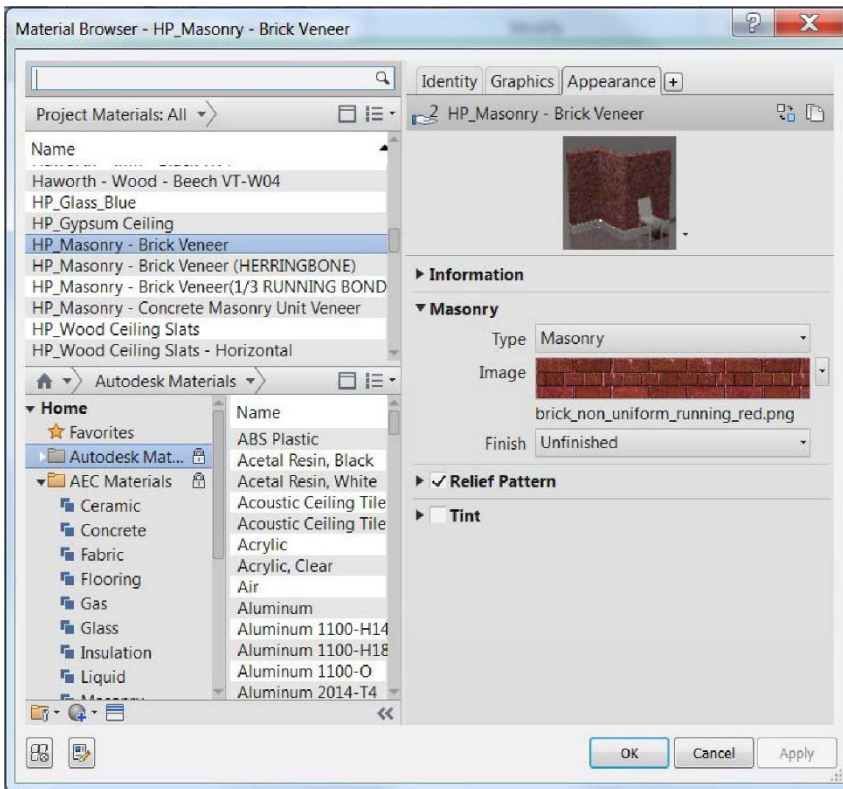 Material Browser - HP_Masonry - Brick Veneer
Project Materials: All
Name
Haworth - Wood - Beech VT-W04
HP_Glass_Blue
HP_Gypsum Ceiling
HP_Masonry - Brick Veneer
HP_Masonry - Brick Veneer (HERRINGBONE)
HP_Masonry - Brick Veneer(1/3 RUNNING BOND
HP_Masonry - Concrete Masonry Unit Veneer
HP_Wood Ceiling Slats
HP_Wood Ceiling Slats - Horizontal
Autodesk Materials
Home
Favorites
Autodesk Mat...
AEC Materials
Ceramic
Concrete
Fabric
Flooring
Gas
Glass
Insulation
Liquid
Name
ABS Plastic
Acetal Resin, Black
Acetal Resin, White
Acoustic Ceiling Tile
Acoustic Ceiling Tile
Acrylic
Acrylic, Clear
Air
Aluminum
Aluminum 1100-H14
Aluminum 1100-H18
Aluminum 1100-O
Aluminum 2014-T4
Identity Graphics Appearance +
2 HP_Masonry - Brick Veneer
Information
Masonry
Type Masonry
Image
brick_non_uniform_running_red.png
Finish Unfinished
Relief Pattern
Tint
OK Cancel Apply